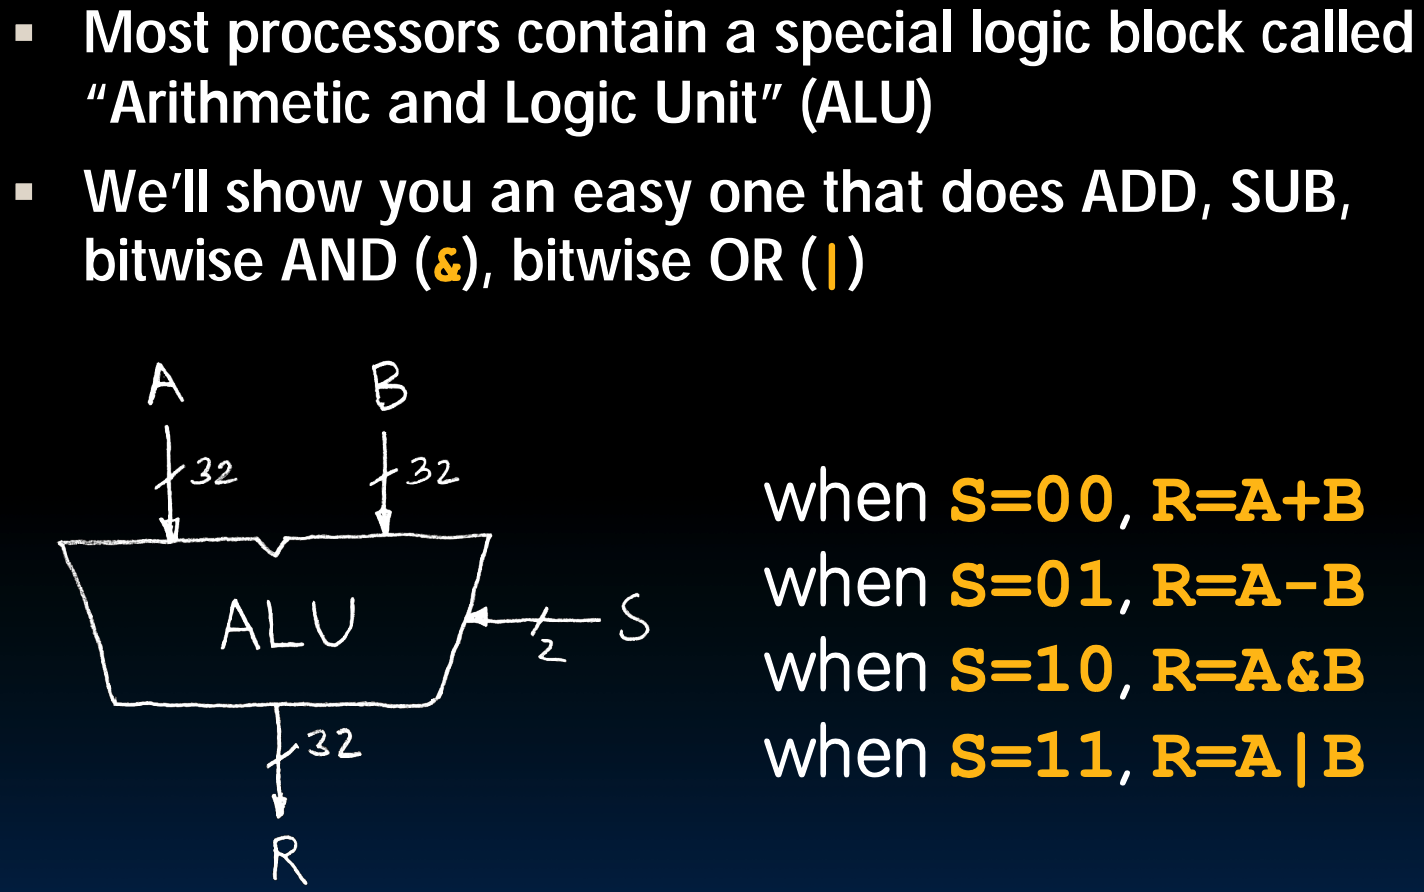 ▪ Most processors contain a special logic block called
“Arithmetic and Logic Unit” (ALU)
▪ We’ll show you an easy one that does ADD, SUB,
bitwise AND (&), bitwise OR (|)
A B
32 32
ALU
S
2
32
R
when S=00, R=A+B
when S=01, R=A-B
when S=10, R=A&B
when S=11, R=A|B